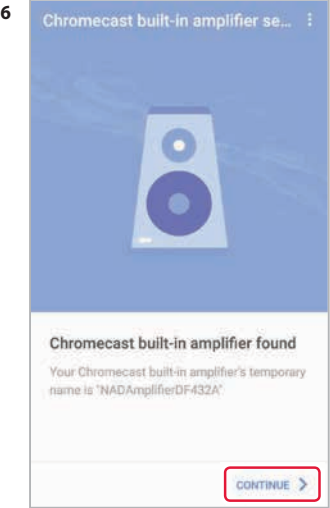 6
Chromecast built-in amplifier se...
Chromecast built-in amplifier found
Your Chromecast built-in amplifier's temporary
name is "NADAmplifierDF432A"
CONTINUE